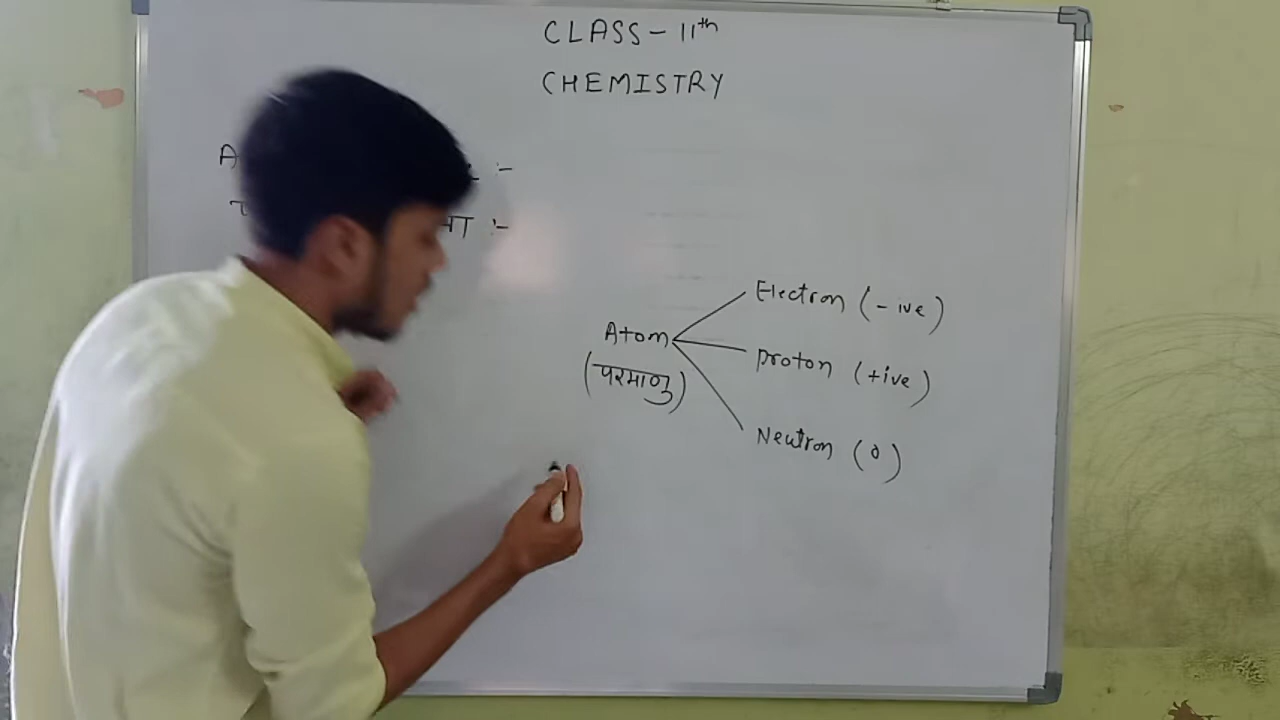 CLASS - 11th
CHEMISTRY
:-
:-
Electron (-ive)
Atom
proton (+ive)
(परमाणु)
Neutron (0)